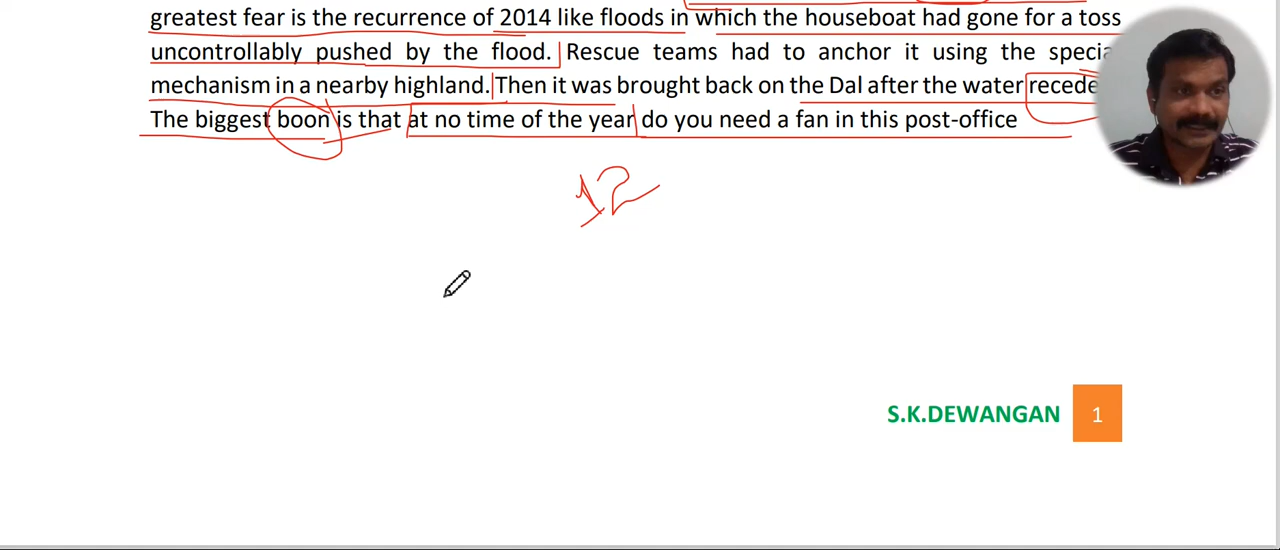 greatest fear is the recurrence of 2014 like floods in which the houseboat had gone for a toss
uncontrollably pushed by the flood. Rescue teams had to anchor it using the
mechanism in a nearby highland. Then it was brought back on the Dal after the water
The biggest boon is that at no time of the year do you need a fan in this post-office
12
S.K.DEWANGAN 1